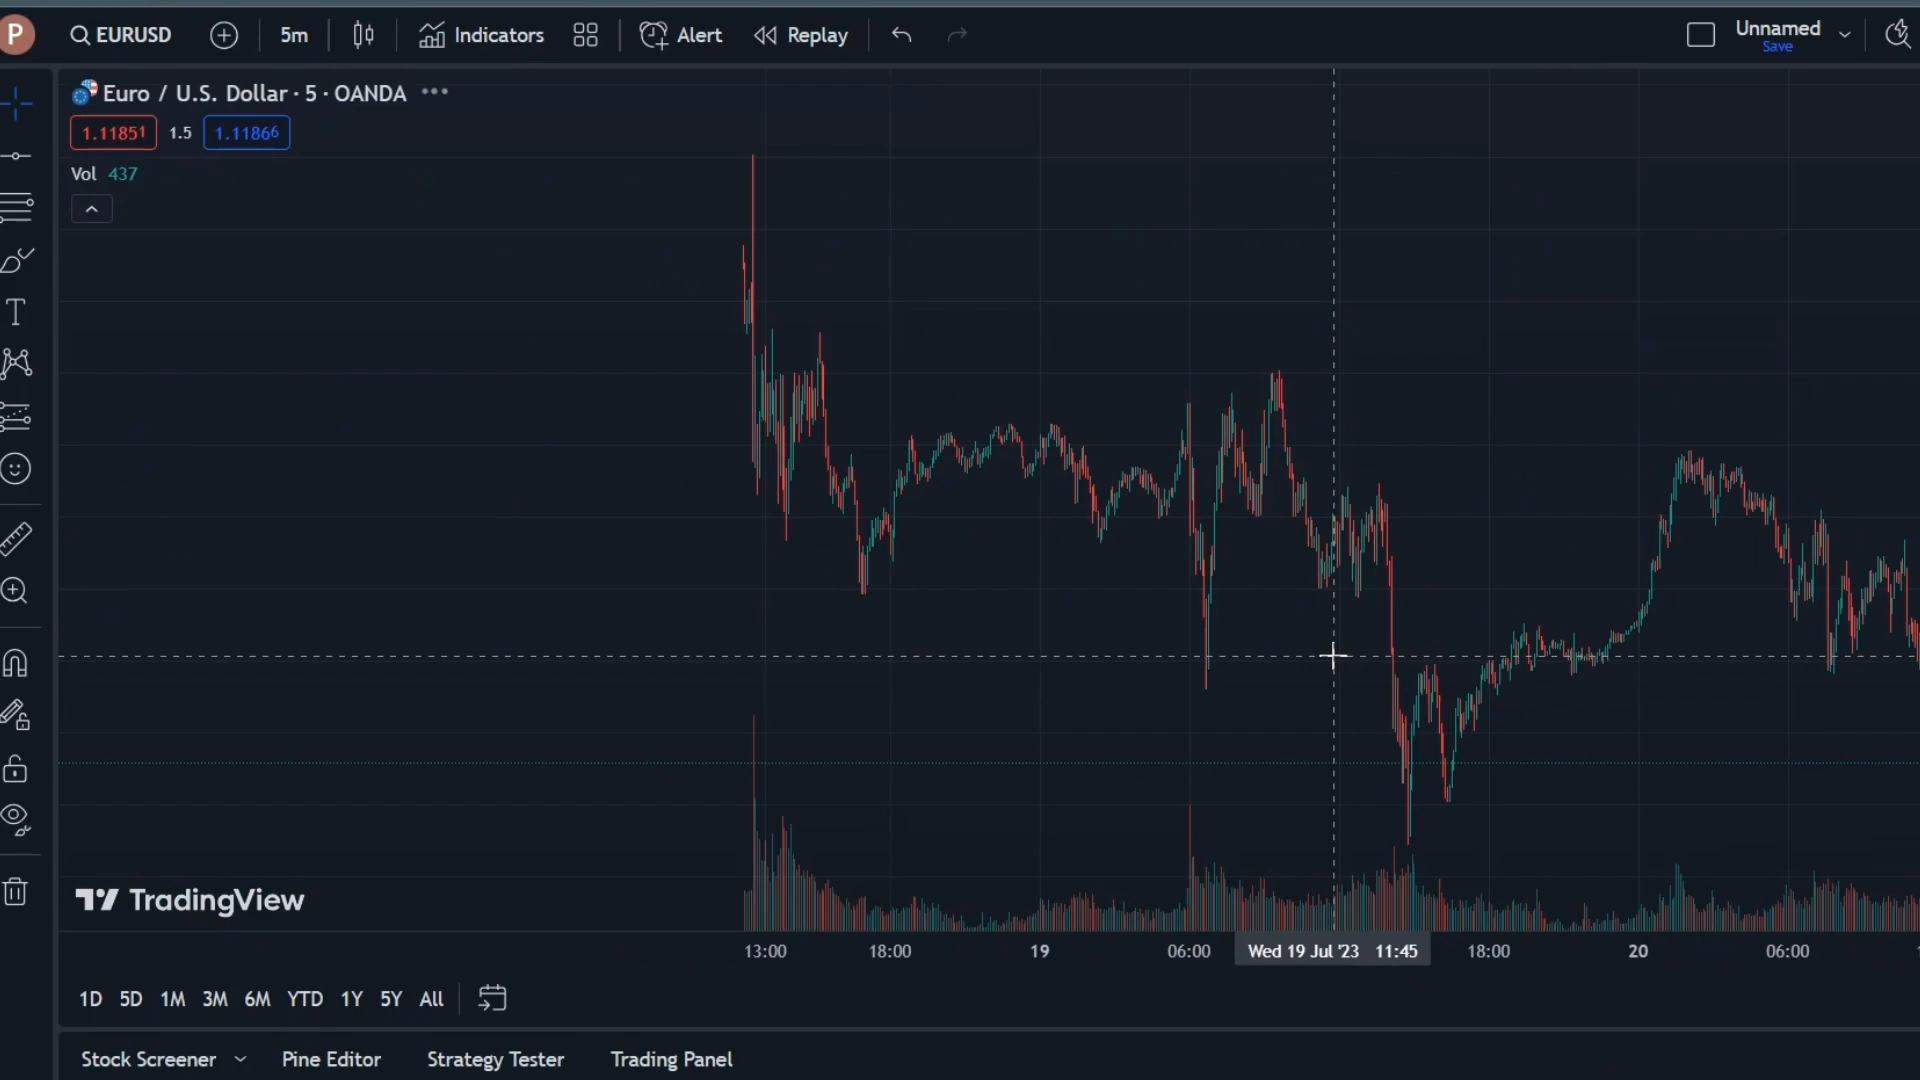 P
EURUSD 5m Indicators Alert Replay Unnamed
Save
Euro / U.S. Dollar · 5 · OANDA
1.11851 1.5 1.11866
Vol 437
T
TradingView
13:00 18:00 19 06:00 Wed 19 Jul '23 11:45 18:00 20 06:00
1D 5D 1M 3M 6M YTD 1Y 5Y All
Stock Screener Pine Editor Strategy Tester Trading Panel